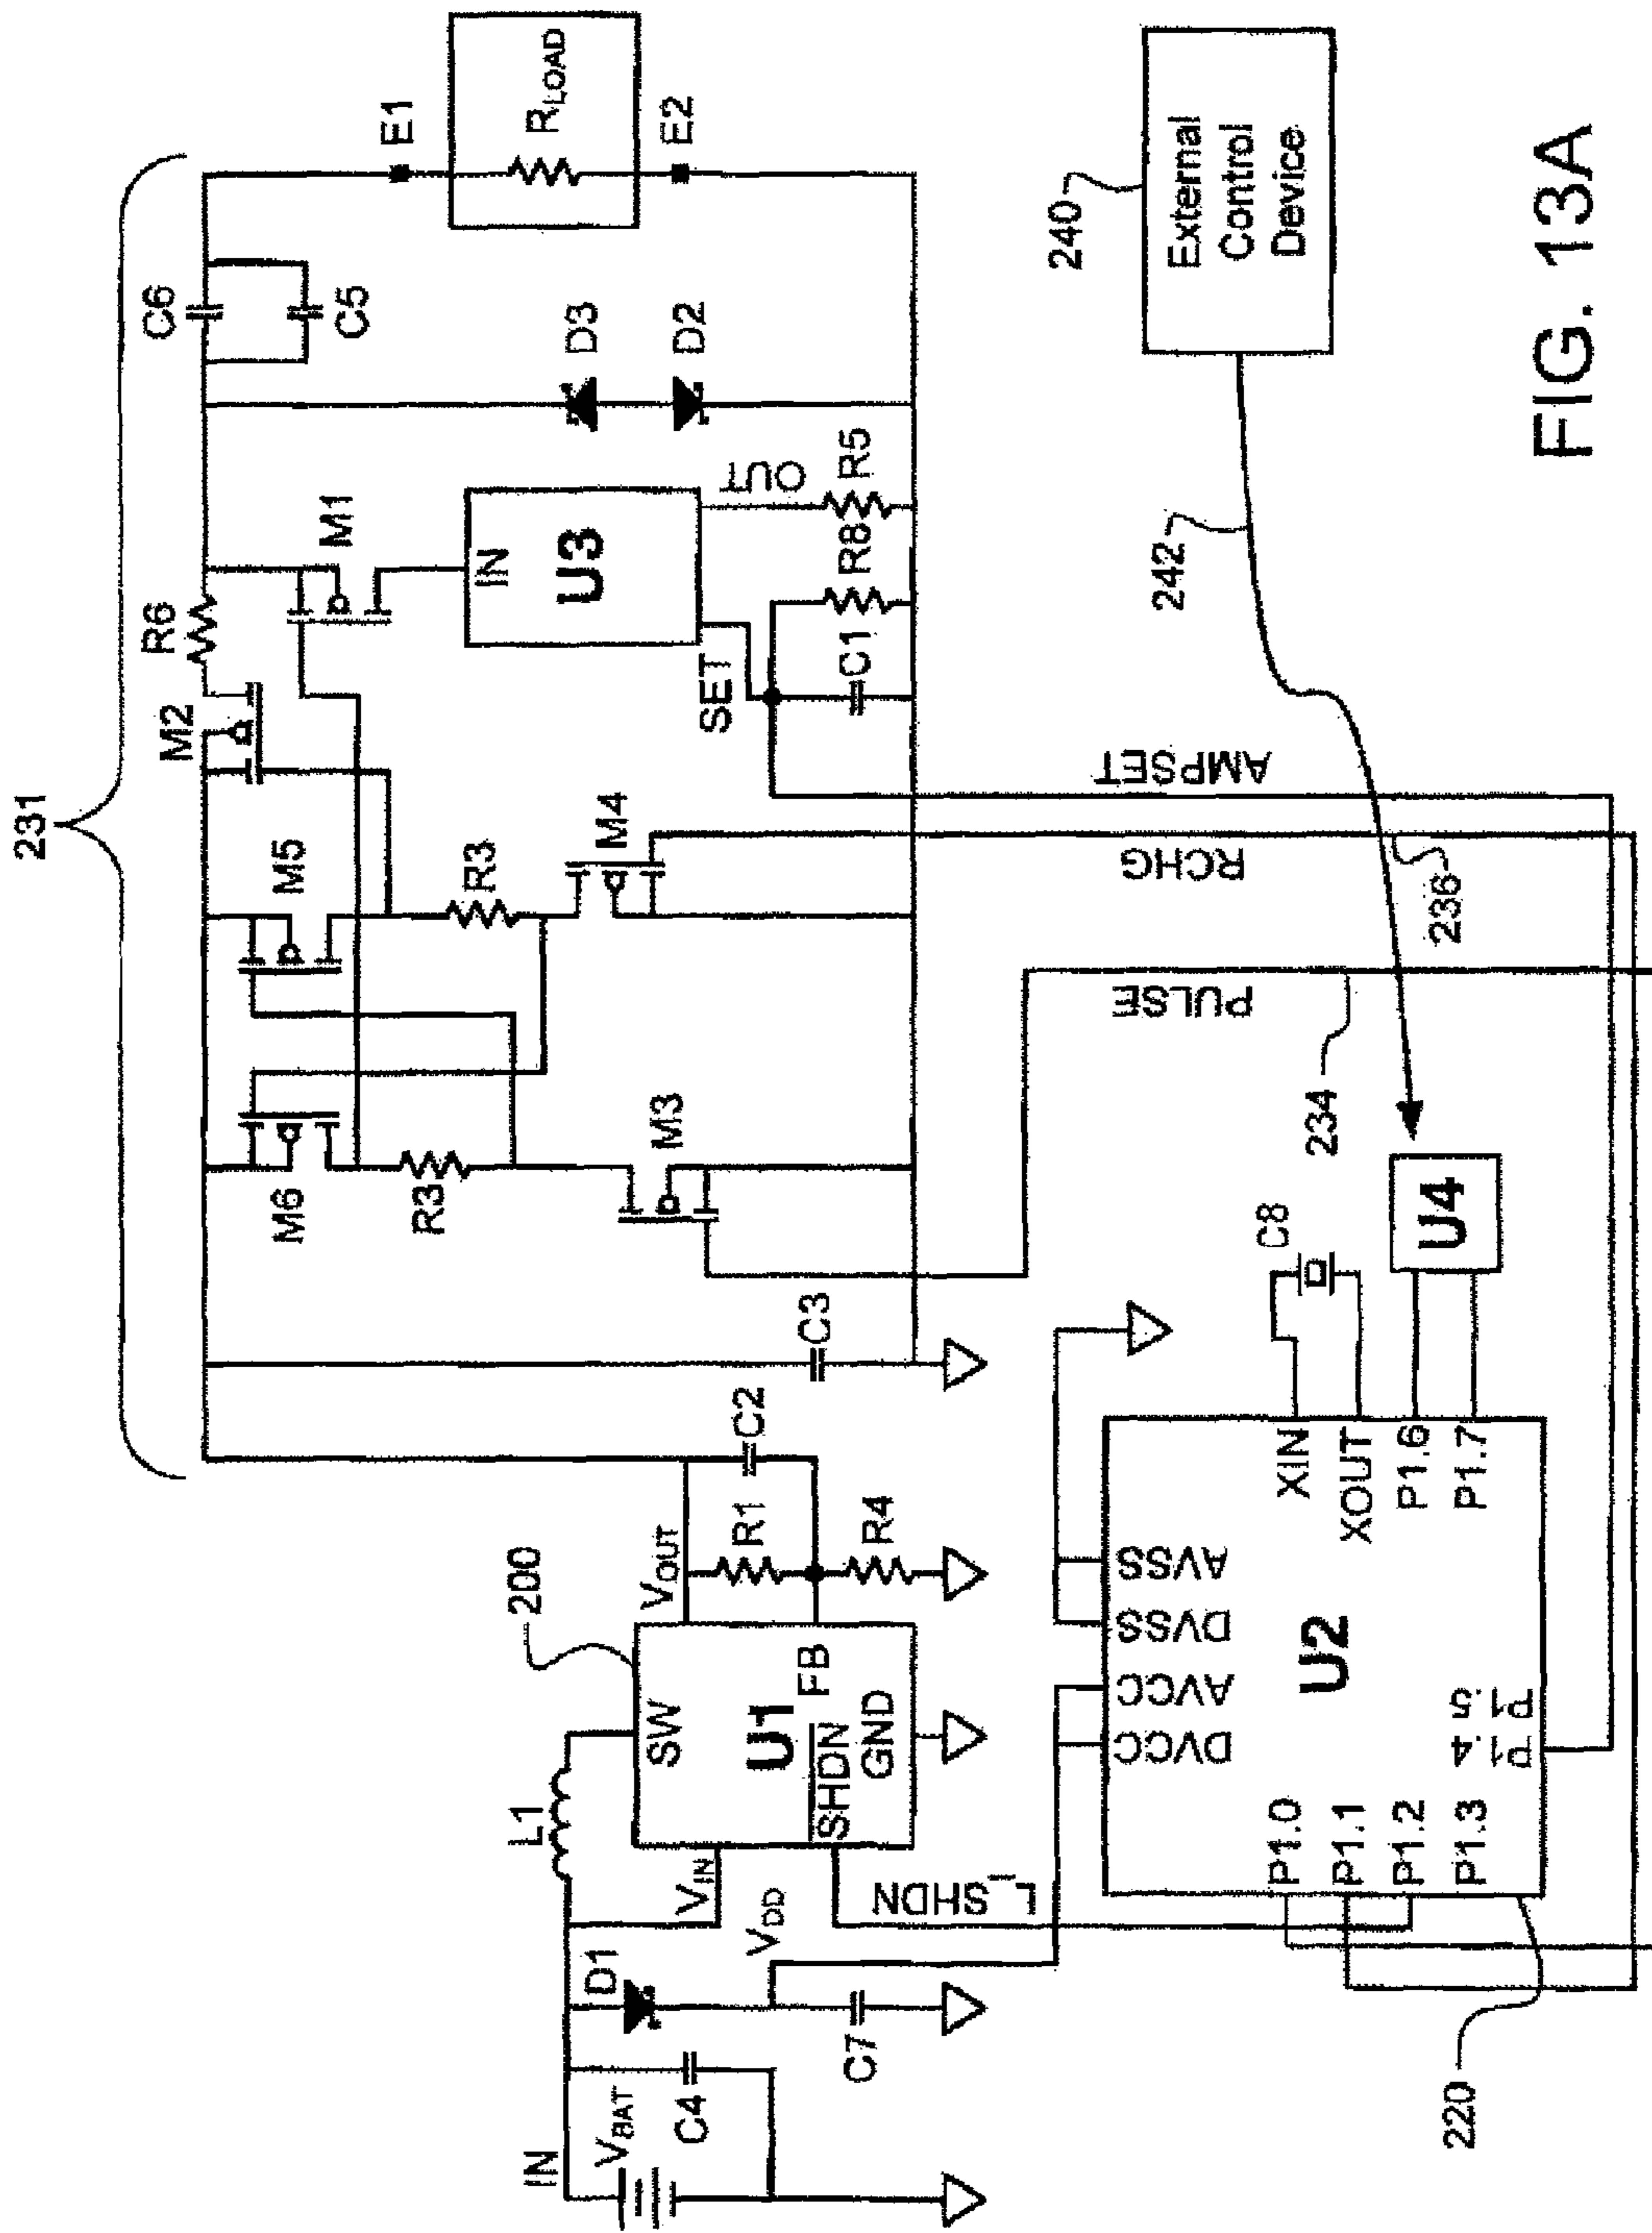 231
M2
R6
C6
C5
E1
R_LOAD
E2
M5
M6
M1
D3
D2
R3
R3
M3
M4
IN
U3
SET
OUT
C1
R8
R5
C3
C2
V_OUT
R1
R4
200
SW
U1
FB
SHDN
GND
L1
V_IN
IN
V_BAT
D1
V_DD
C4
C7
L_SHDN
PULSE
RCHG
AMPSET
234
236
242
240
External
Control
Device
DVCC
AVCC
DVSS
AVSS
U2
XIN
XOUT
P1.6
P1.7
P1.0
P1.1
P1.2
P1.3
P1.4
P1.5
C8
U4
220
FIG. 13A